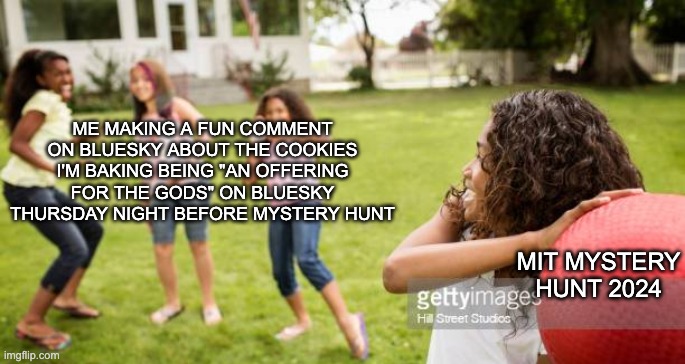 ME MAKING A FUN COMMENT
ON BLUESKY ABOUT THE COOKIES
I'M BAKING BEING "AN OFFERING
FOR THE GODS" ON BLUESKY
THURSDAY NIGHT BEFORE MYSTERY HUNT
MIT MYSTERY
HUNT 2024
gettyimages
Hill Street Studios
imgflip.com